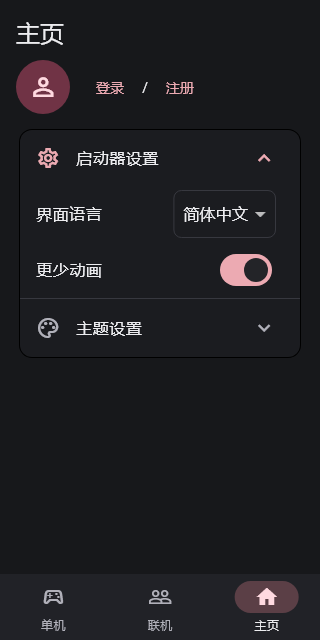 主页
登录 / 注册
启动器设置
界面语言 简体中文
更少动画
主题设置
单机 联机 主页